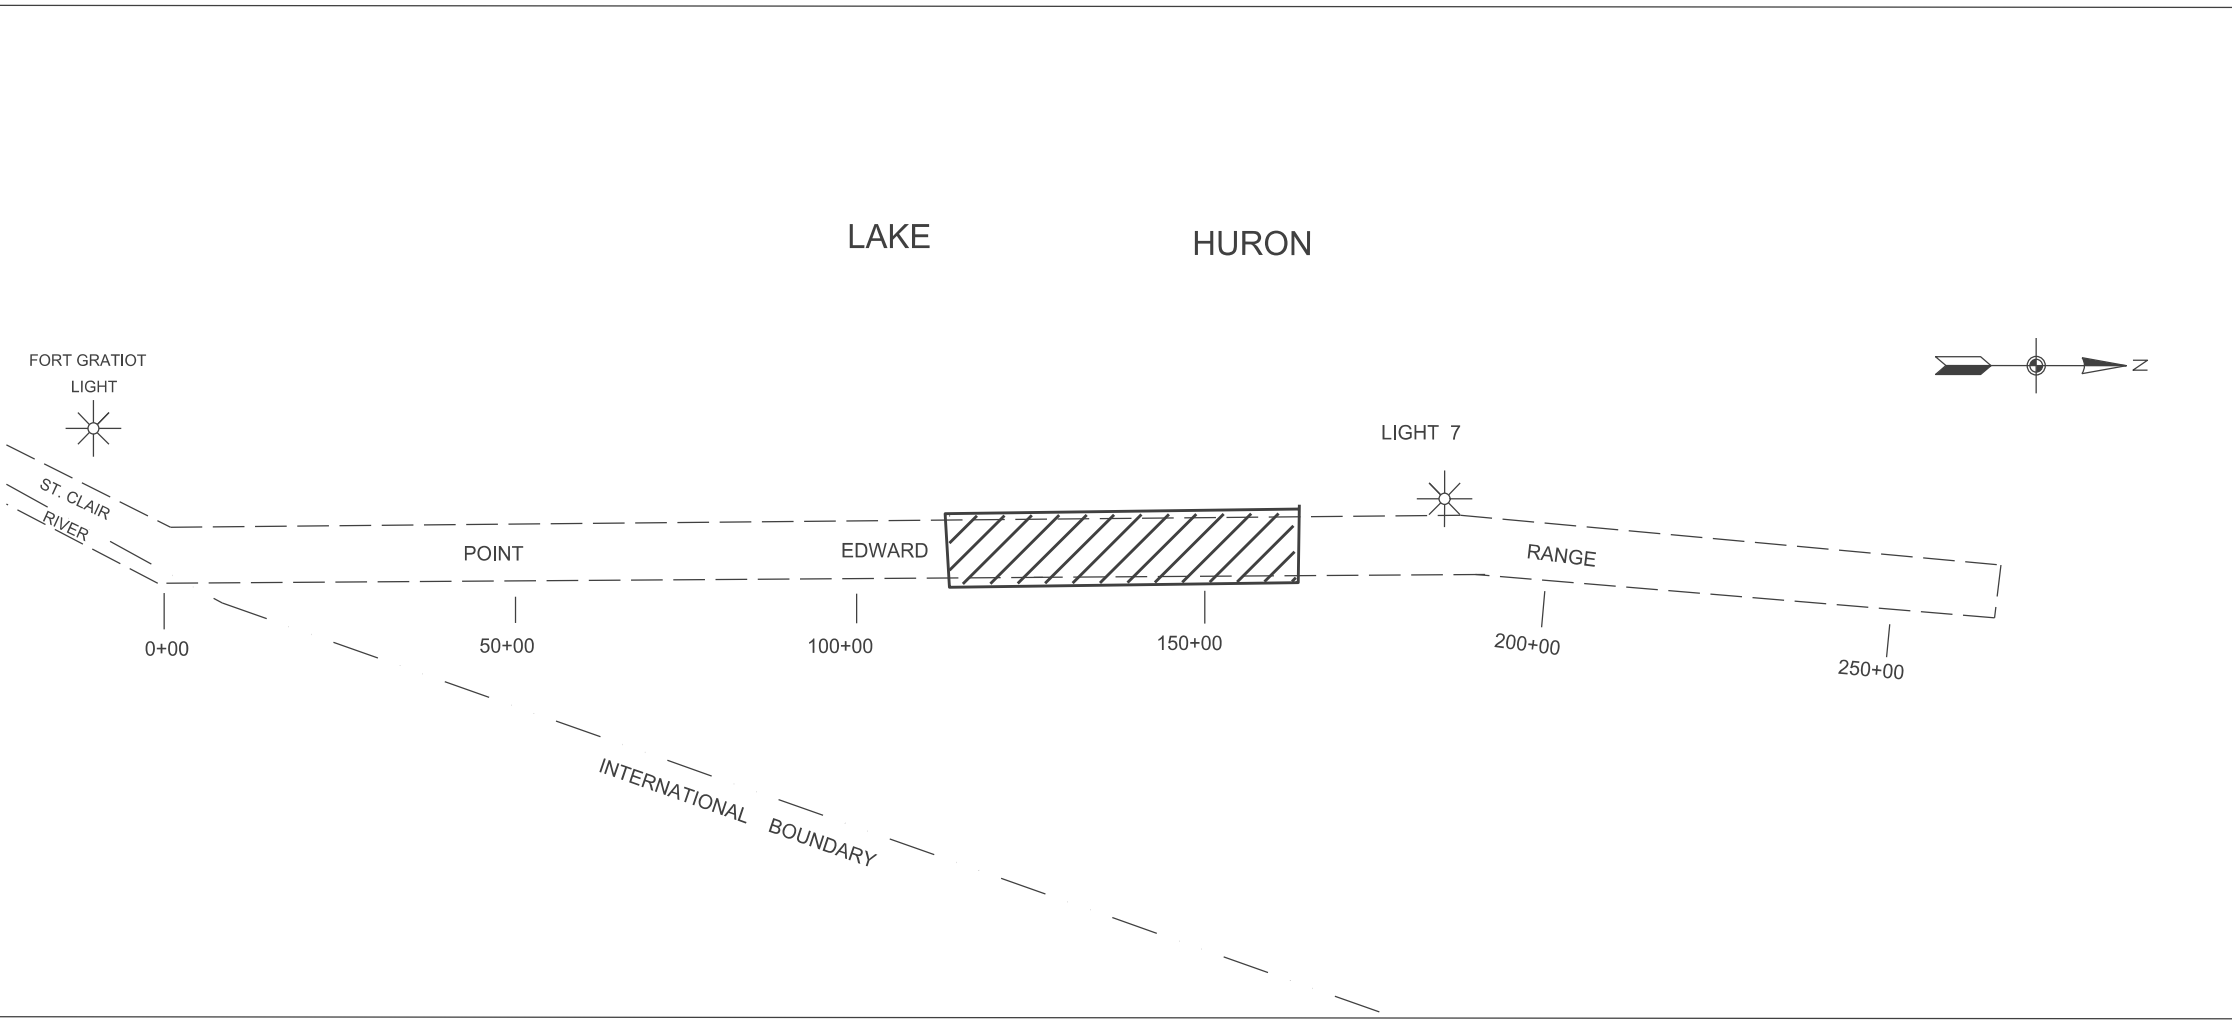 LAKE HURON
FORT GRATIOT
LIGHT
N
LIGHT 7
ST. CLAIR
RIVER
POINT EDWARD RANGE
0+00 50+00 100+00 150+00 200+00 250+00
INTERNATIONAL BOUNDARY